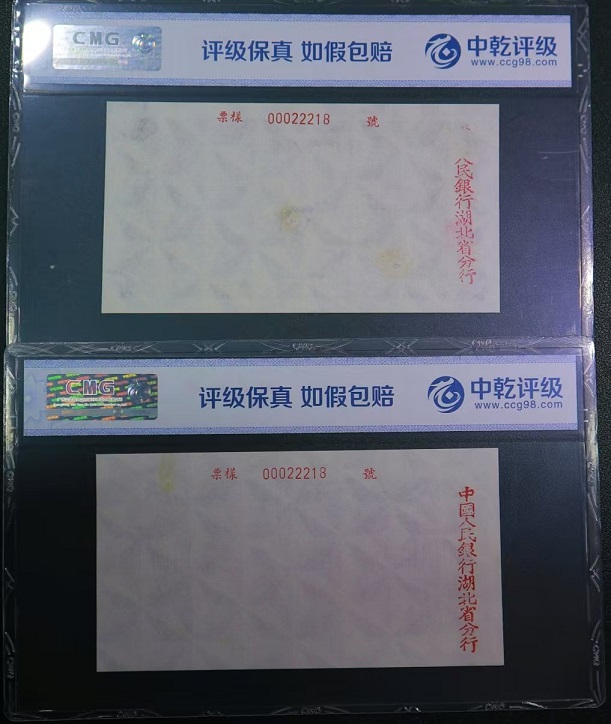 CMG
评级保真 如假包赔
中乾评级
www.ccg98.com
票樣 00022218 號
人民銀行湖北省分行
CMG
评级保真 如假包赔
中乾评级
www.ccg98.com
票樣 00022218 號
中國人民銀行湖北省分行